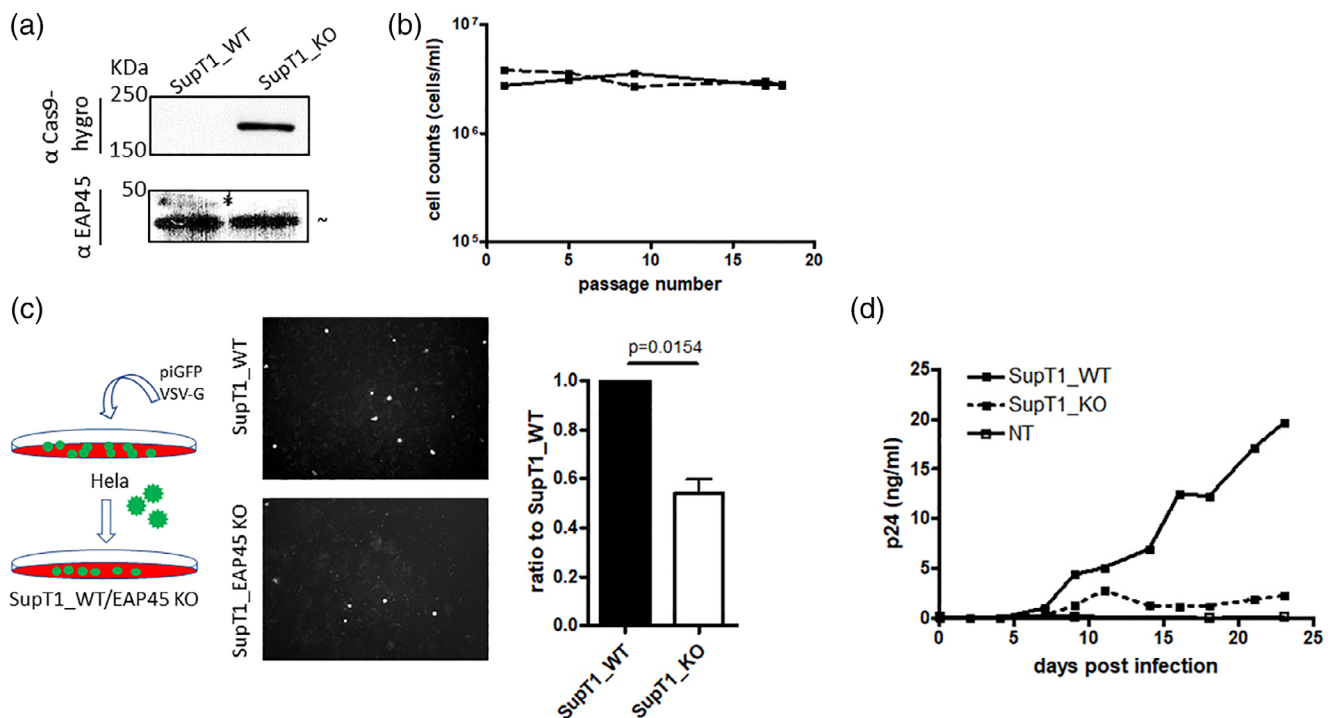 (a)
SupT1_WT
SupT1_KO
KDa
250
150
α Cas9-
hygro
50
*
~
α EAP45
(b)
10⁷
10⁶
10⁵
cell counts (cells/ml)
0 5 10 15 20
passage number
(c)
piGFP
VSV-G
Hela
SupT1_WT/EAP45 KO
SupT1_WT
SupT1_EAP45 KO
p=0.0154
1.0
0.8
0.6
0.4
0.2
0.0
ratio to SupT1_WT
SupT1_WT
SupT1_KO
(d)
25
20
15
10
5
0
p24 (ng/ml)
SupT1_WT
SupT1_KO
NT
0 5 10 15 20 25
days post infection